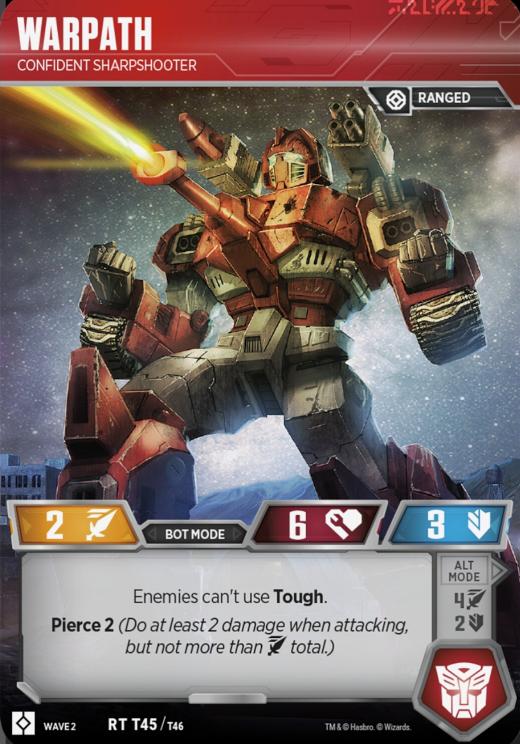 WARPATH
CONFIDENT SHARPSHOOTER
RANGED
2
BOT MODE
6
3
Enemies can't use Tough.
Pierce 2 (Do at least 2 damage when attacking,
but not more than total.)
ALT
MODE
4
2
WAVE 2
RT T45/T46
TM & © Hasbro. © Wizards.